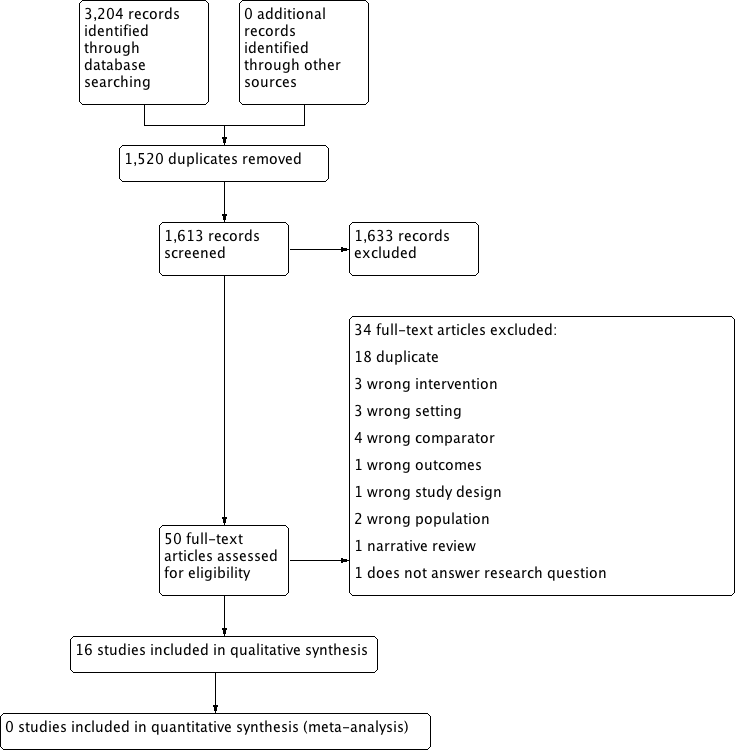 3,204 records
identified
through
database
searching
0 additional
records
identified
through other
sources
1,520 duplicates removed
1,613 records
screened
1,633 records
excluded
34 full-text articles excluded:
18 duplicate
3 wrong intervention
3 wrong setting
4 wrong comparator
1 wrong outcomes
1 wrong study design
2 wrong population
1 narrative review
1 does not answer research question
50 full-text
articles assessed
for eligibility
16 studies included in qualitative synthesis
0 studies included in quantitative synthesis (meta-analysis)